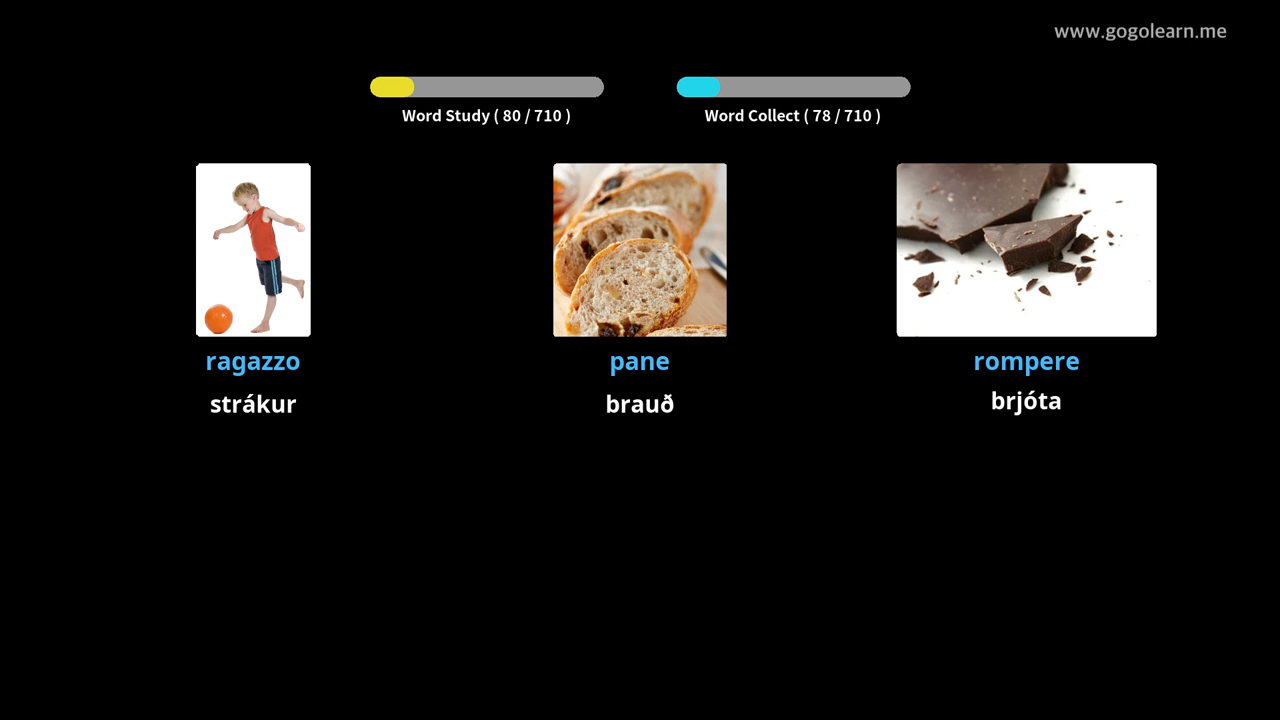 www.gogolearn.me
Word Study ( 80 / 710 )
Word Collect ( 78 / 710 )
ragazzo
pane
rompere
strákur
brauð
brjóta